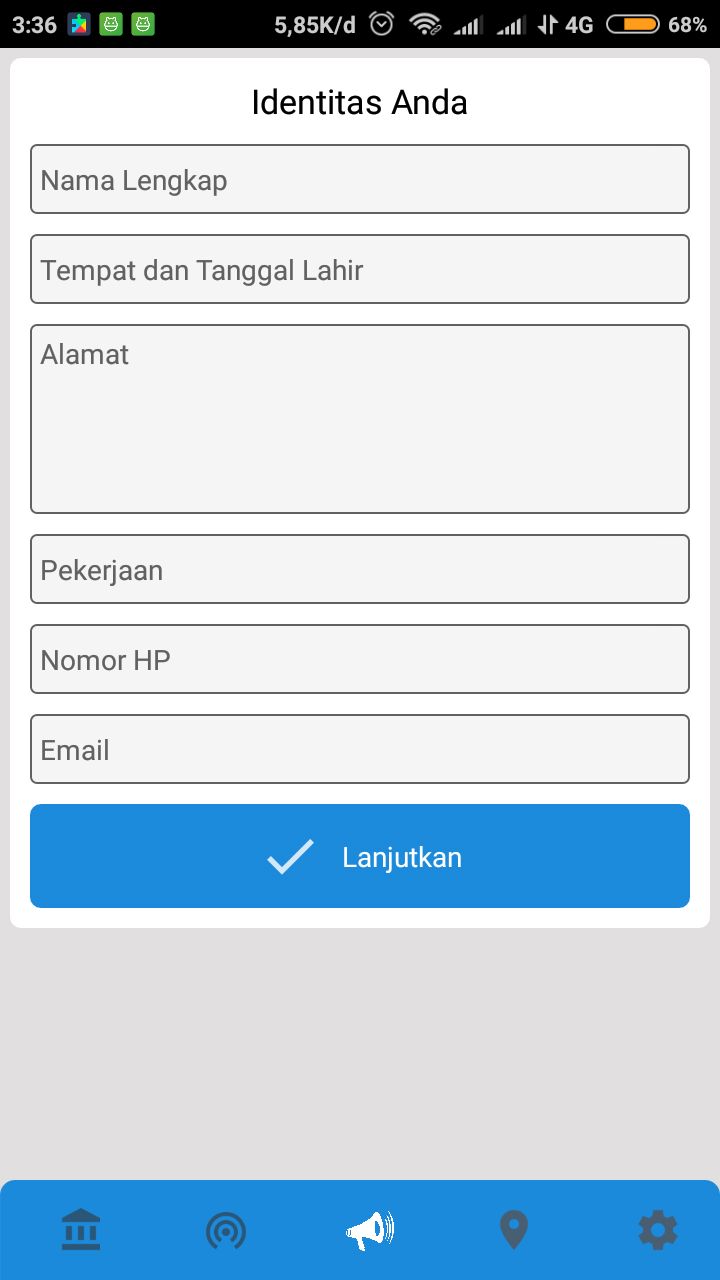 3:36 5,85K/d 4G 68%
Identitas Anda
Nama Lengkap
Tempat dan Tanggal Lahir
Alamat
Pekerjaan
Nomor HP
Email
Lanjutkan